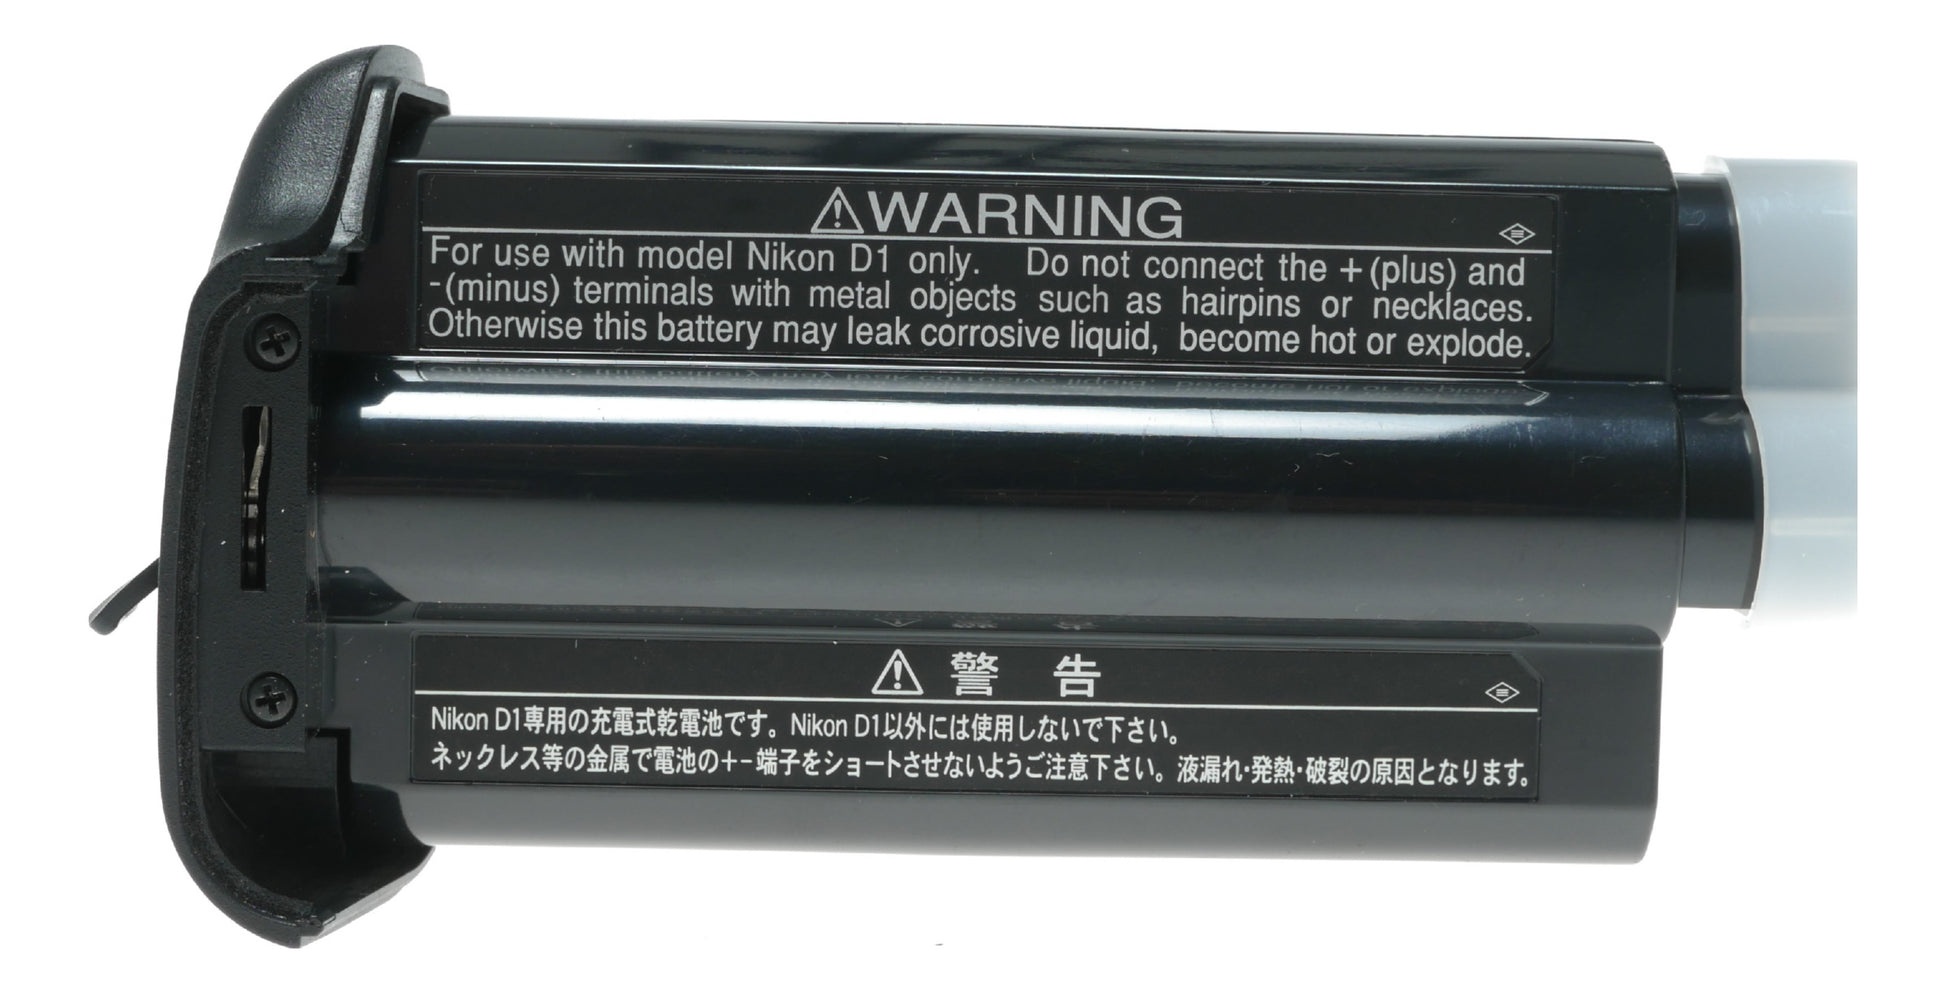 ⚠WARNING
For use with model Nikon D1 only. Do not connect the +(plus) and
-(minus) terminals with metal objects such as hairpins or necklaces.
Otherwise this battery may leak corrosive liquid, become hot or explode.
⚠ 警 告
Nikon D1専用の充電式乾電池です。Nikon D1以外には使用しないで下さい。
ネックレス等の金属で電池の+-端子をショートさせないようご注意下さい。液漏れ・発熱・破裂の原因となります。